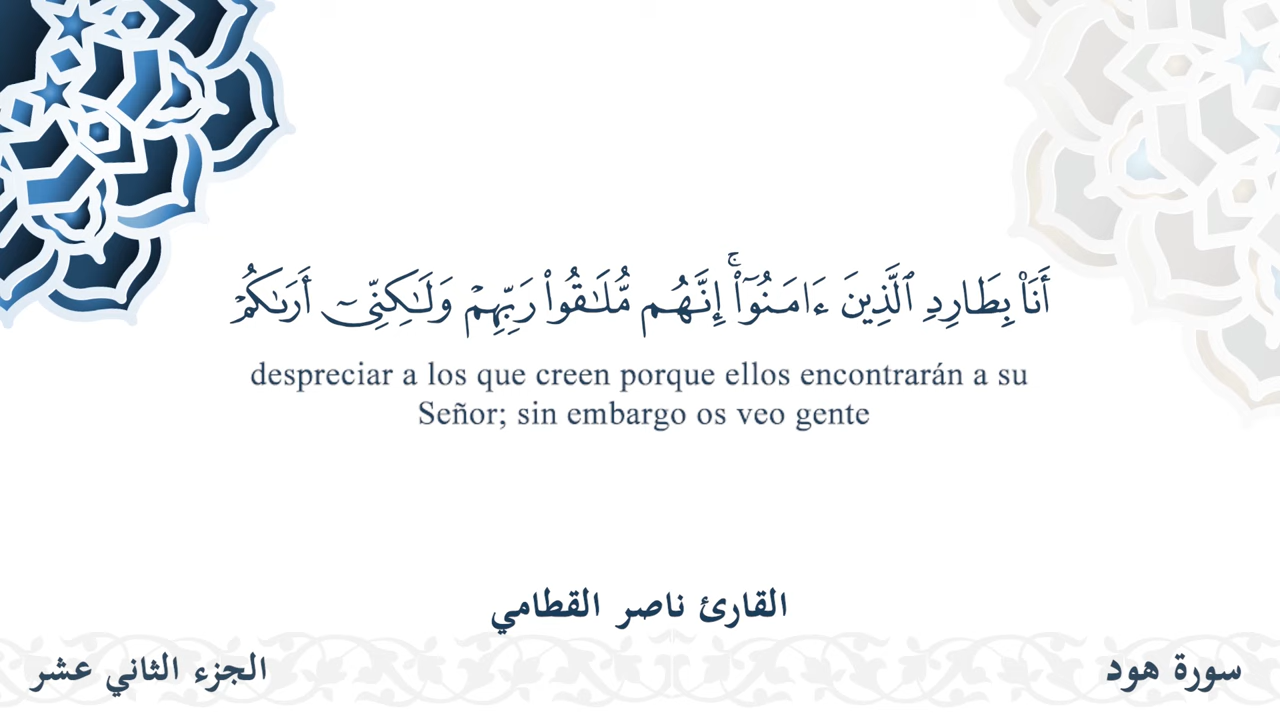 أَنَا۠ بِطَارِدِ ٱلَّذِينَ ءَامَنُوٓا۟ۚ إِنَّهُم مُّلَـٰقُوا۟ رَبِّهِمْ وَلَـٰكِنِّىٓ أَرَىٰكُمْ
despreciar a los que creen porque ellos encontrarán a su
Señor; sin embargo os veo gente
القارئ ناصر القطامي
سورة هود
الجزء الثاني عشر